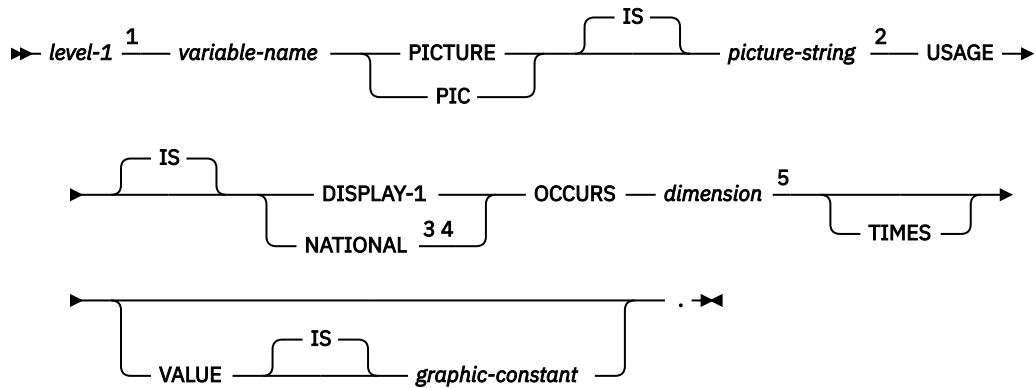 IS
level-1 1 variable-name PICTURE picture-string 2 USAGE
PIC
IS
DISPLAY-1 OCCURS dimension 5
NATIONAL 3 4 TIMES
.
IS
VALUE graphic-constant